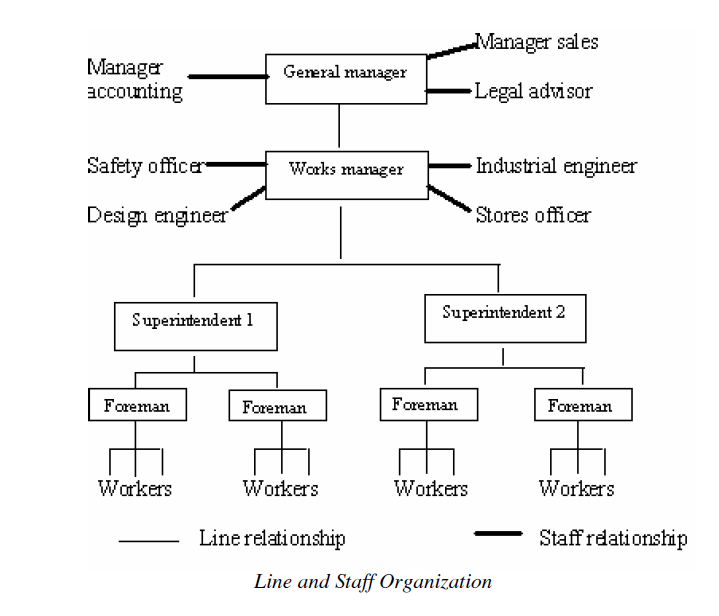 Manager sales
Manager
accounting
General manager
Legal advisor
Safety officer
Works manager
Industrial engineer
Design engineer
Stores officer
Superintendent 1
Superintendent 2
Foreman
Foreman
Foreman
Foreman
Workers
Workers
Workers
Workers
Line relationship
Staff relationship
Line and Staff Organization